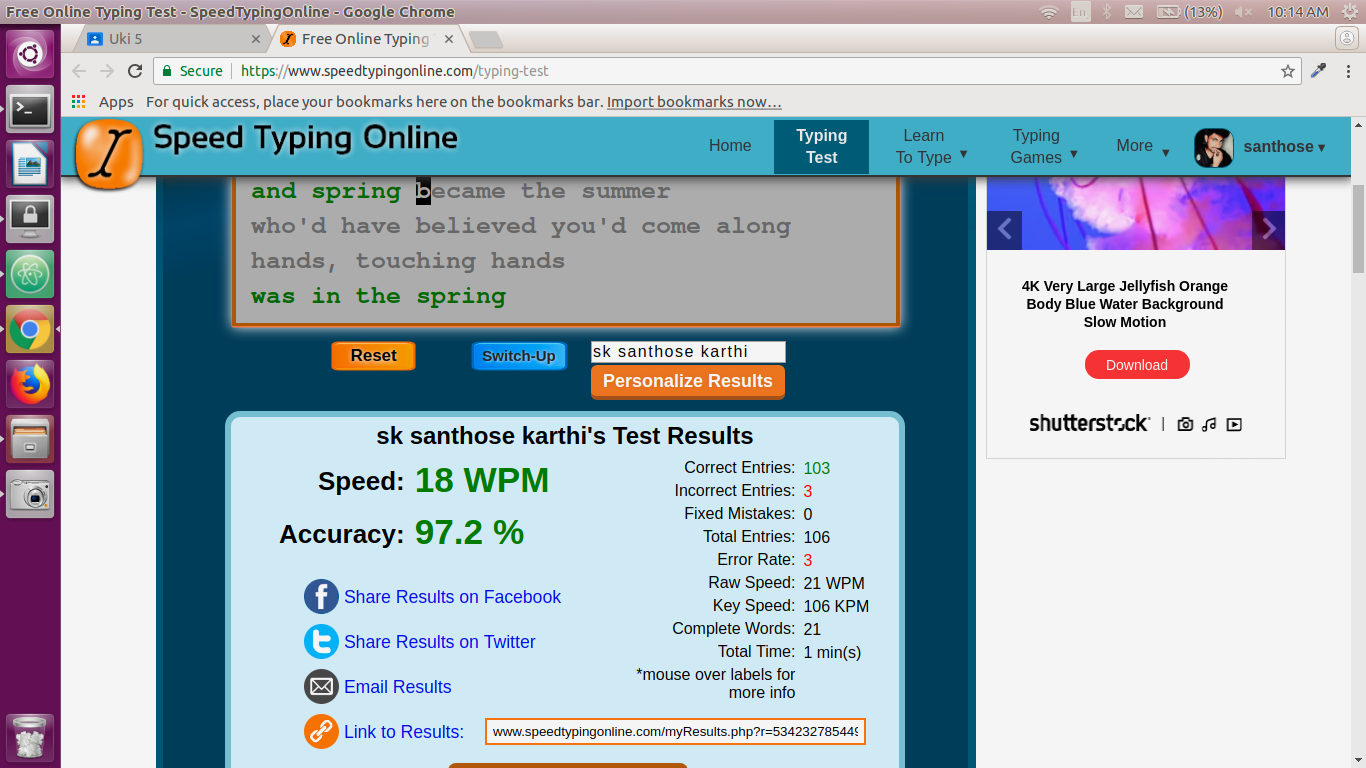 Free Online Typing Test - SpeedTypingOnline - Google Chrome
En
(13%)
10:14 AM
Uki 5
Free Online Typing
Secure
https://www.speedtypingonline.com/typing-test
Apps
For quick access, place your bookmarks here on the bookmarks bar. Import bookmarks now…
Speed Typing Online
Home
Typing Test
Learn To Type ▼
Typing Games ▼
More ▼
santhose ▾
and spring became the summer
who'd have believed you'd come along
hands, touching hands
was in the spring
Reset
Switch-Up
sk santhose karthi
Personalize Results
sk santhose karthi's Test Results
Speed: 18 WPM
Accuracy: 97.2 %
Share Results on Facebook
Share Results on Twitter
Email Results
Link to Results: www.speedtypingonline.com/myResults.php?r=53423278544
Correct Entries: 103
Incorrect Entries: 3
Fixed Mistakes: 0
Total Entries: 106
Error Rate: 3
Raw Speed: 21 WPM
Key Speed: 106 KPM
Complete Words: 21
Total Time: 1 min(s)
*mouse over labels for
more info
4K Very Large Jellyfish Orange
Body Blue Water Background
Slow Motion
Download
shutterstock